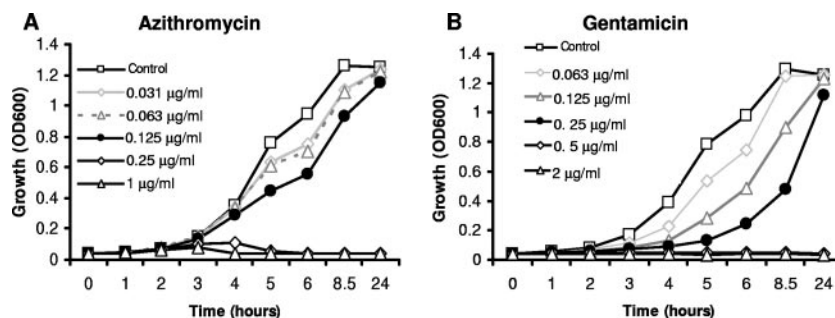 A
Azithromycin
Growth (OD600)
1.4
1.2
1
0.8
0.6
0.4
0.2
0
Control
0.031 µg/ml
0.063 µg/ml
0.125 µg/ml
0.25 µg/ml
1 µg/ml
0 1 2 3 4 5 6 8.5 24
Time (hours)
B
Gentamicin
Growth (OD600)
1.4
1.2
1
0.8
0.6
0.4
0.2
0
Control
0.063 µg/ml
0.125 µg/ml
0. 25 µg/ml
0. 5 µg/ml
2 µg/ml
0 1 2 3 4 5 6 8.5 24
Time (hours)